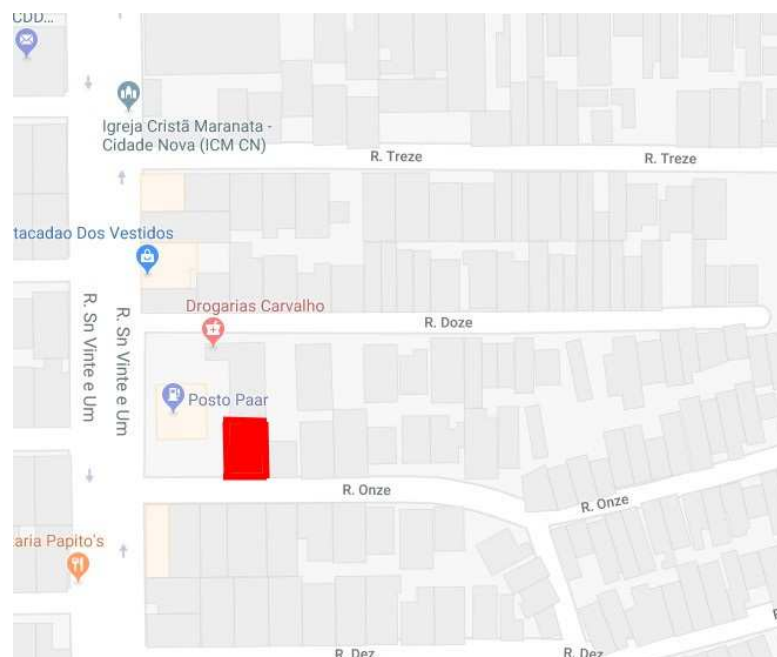 CDD...
Igreja Cristã Maranata -
Cidade Nova (ICM CN)
R. Treze
R. Treze
tacadao Dos Vestidos
R. Sn Vinte e Um
R. Sn Vinte e Um
Drogarias Carvalho
R. Doze
Posto Paar
R. Onze
R. Onze
aria Papito's
R. Dez
R. Dez